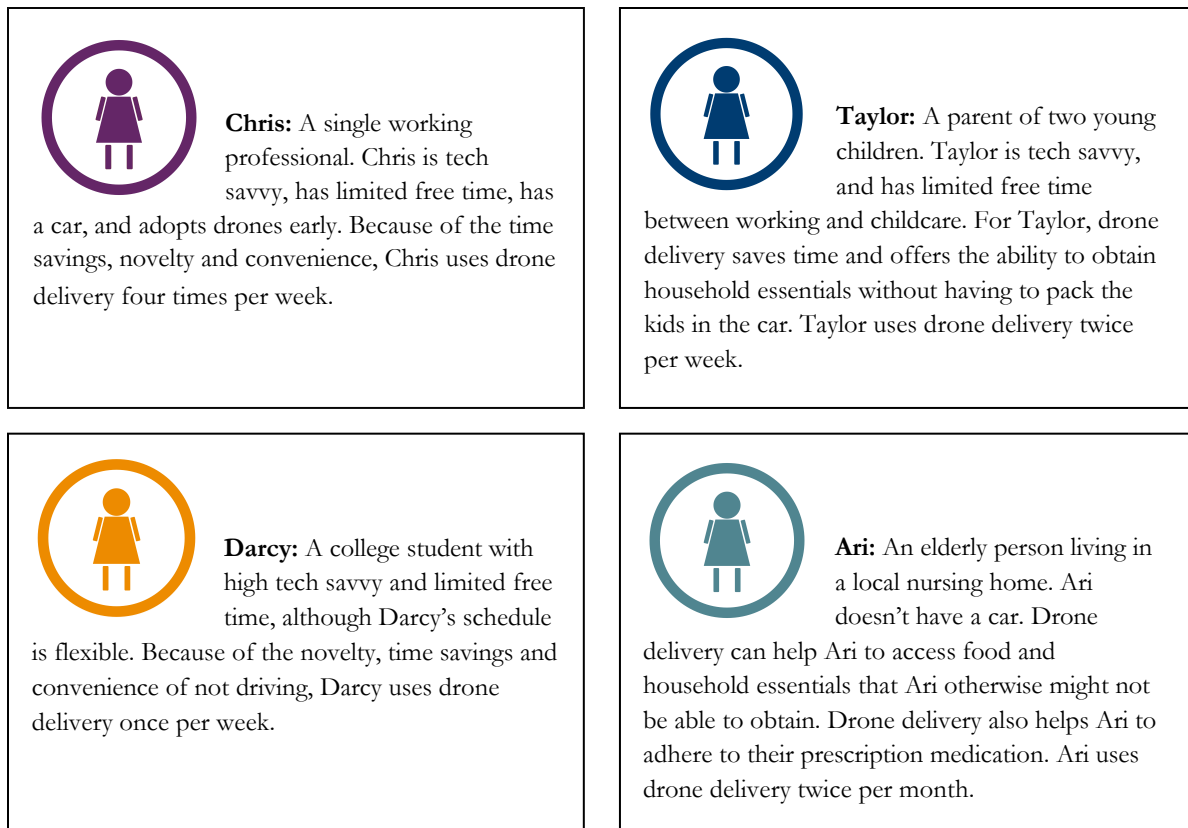 Chris: A single working
professional. Chris is tech
savvy, has limited free time, has
a car, and adopts drones early. Because of the time
savings, novelty and convenience, Chris uses drone
delivery four times per week.
Taylor: A parent of two young
children. Taylor is tech savvy,
and has limited free time
between working and childcare. For Taylor, drone
delivery saves time and offers the ability to obtain
household essentials without having to pack the
kids in the car. Taylor uses drone delivery twice
per week.
Darcy: A college student with
high tech savvy and limited free
time, although Darcy’s schedule
is flexible. Because of the novelty, time savings and
convenience of not driving, Darcy uses drone
delivery once per week.
Ari: An elderly person living in
a local nursing home. Ari
doesn’t have a car. Drone
delivery can help Ari to access food and
household essentials that Ari otherwise might not
be able to obtain. Drone delivery also helps Ari to
adhere to their prescription medication. Ari uses
drone delivery twice per month.